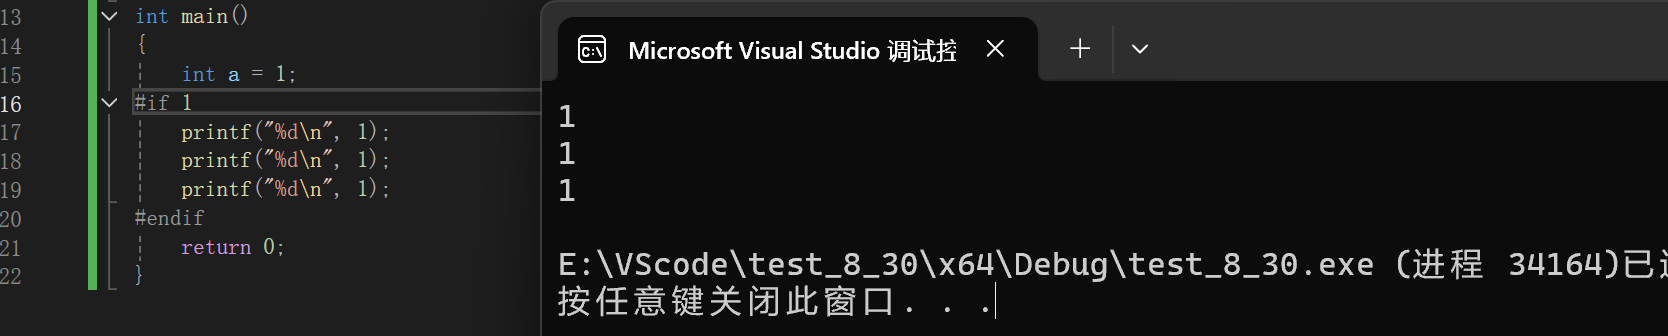 13 int main()
14 {
15 int a = 1;
16 #if 1
17 printf("%d\n", 1);
18 printf("%d\n", 1);
19 printf("%d\n", 1);
20 #endif
21 return 0;
22 }
Microsoft Visual Studio 调试控
1
1
1
E:\VScode\test_8_30\x64\Debug\test_8_30.exe (进程 34164)已
按任意键关闭此窗口. . .